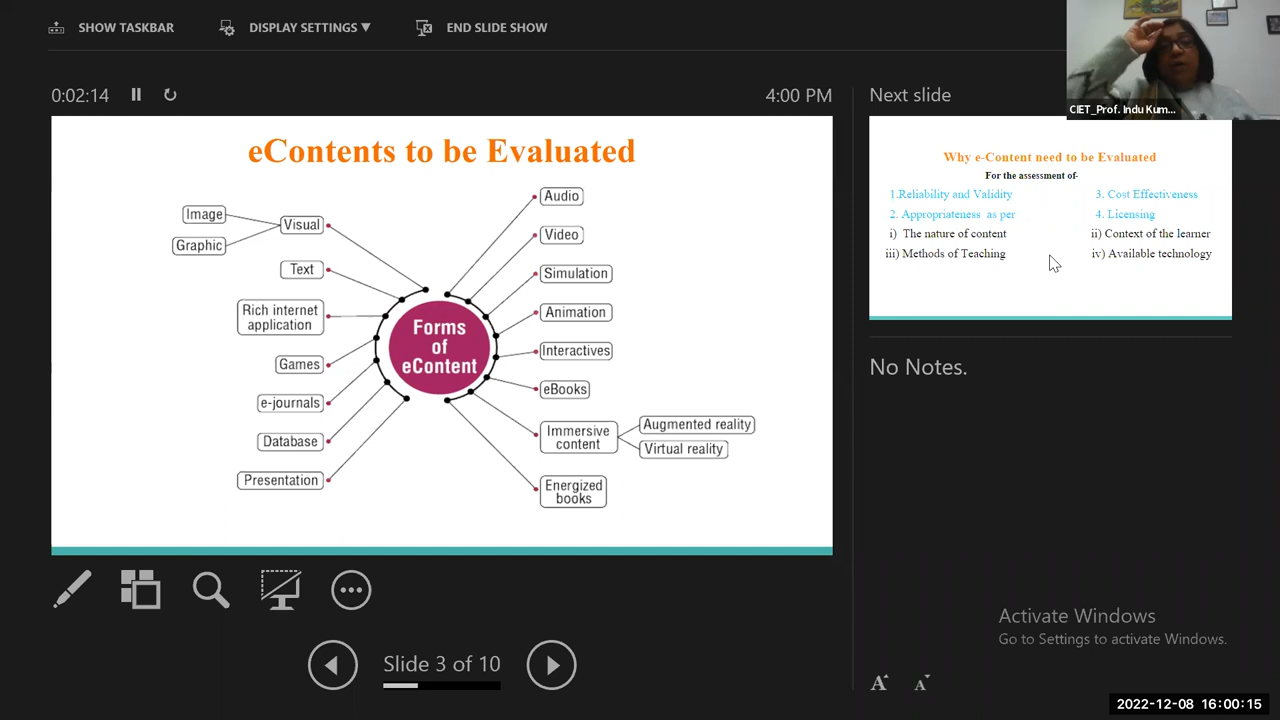 SHOW TASKBAR
DISPLAY SETTINGS ▼
END SLIDE SHOW
0:02:14
4:00 PM
Next slide
CIET_Prof. Indu Kum...
eContents to be Evaluated
Image
Graphic
Visual
Text
Rich internet
application
Games
e-journals
Database
Presentation
Forms
of
eContent
Audio
Video
Simulation
Animation
Interactives
eBooks
Immersive
content
Augmented reality
Virtual reality
Energized
books
Why e-Content need to be Evaluated
For the assessment of-
1.Reliability and Validity
3. Cost Effectiveness
2. Appropriateness as per
4. Licensing
i) The nature of content
ii) Context of the learner
iii) Methods of Teaching
iv) Available technology
No Notes.
Slide 3 of 10
Activate Windows
Go to Settings to activate Windows.
A A
2022-12-08 16:00:15